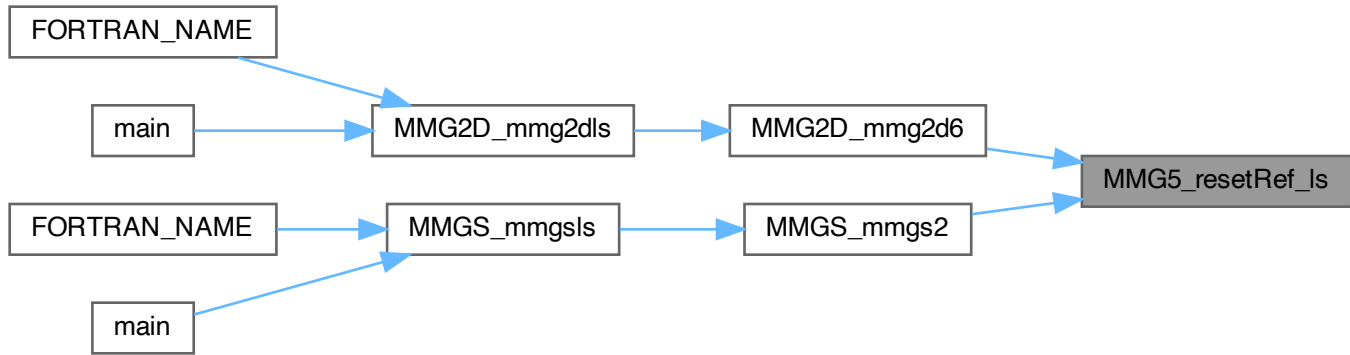 FORTRAN_NAME
main
MMG2D_mmg2dls
MMG2D_mmg2d6
MMG5_resetRef_ls
FORTRAN_NAME
MMGS_mmgsls
MMGS_mmgs2
main